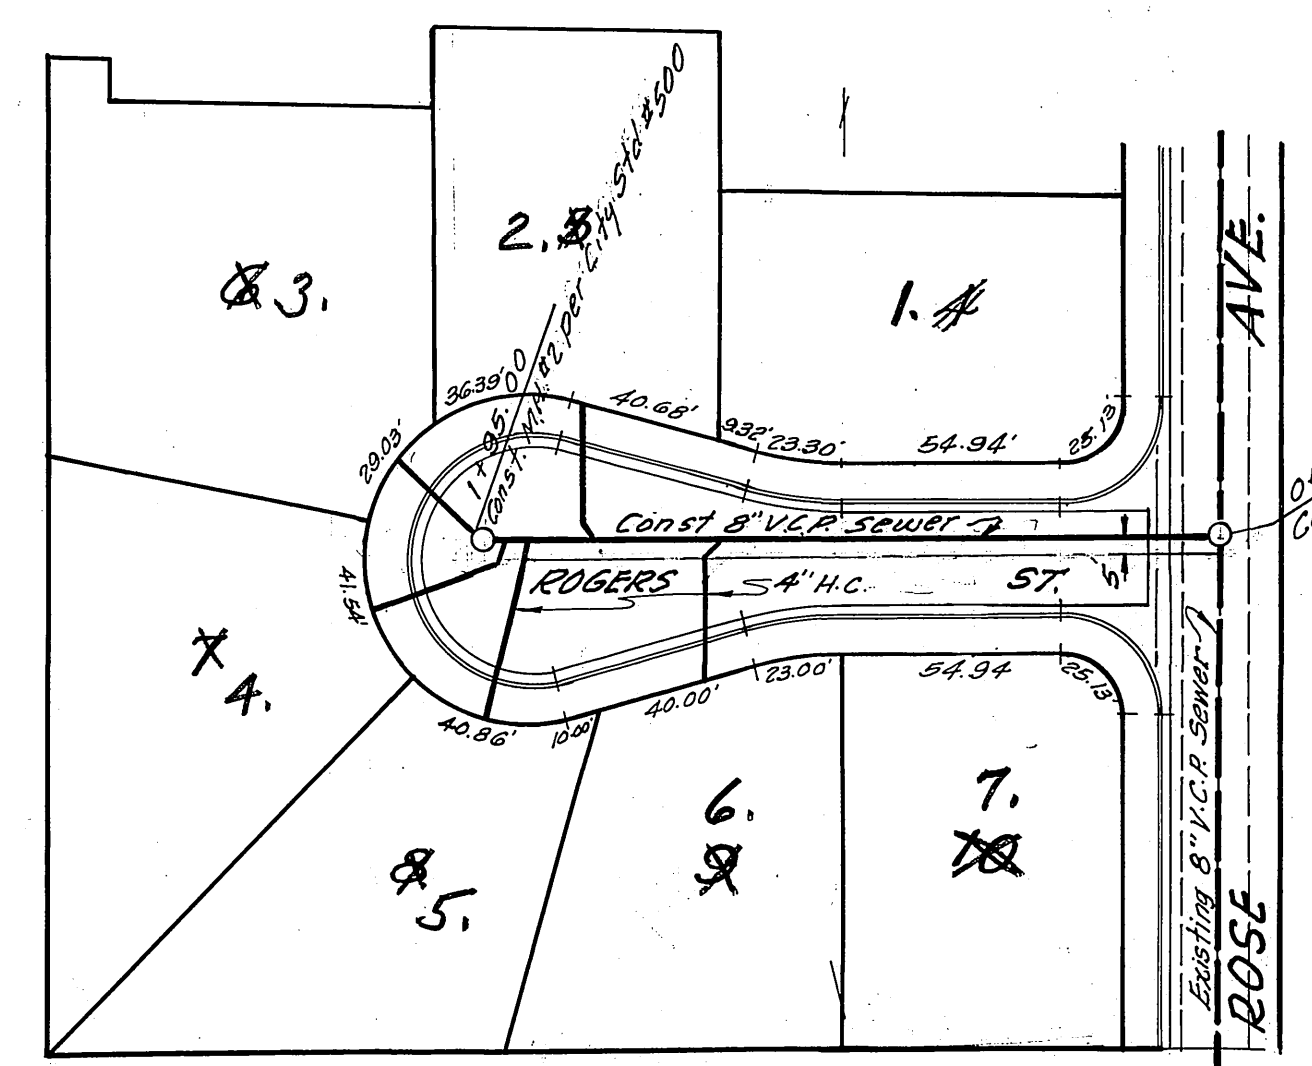 2.
3.
1.
1+95.00
Const. M.H. #2 per City Std #500
AVE.
36.39'
40.68'
9.32'
23.30'
54.94'
25.13'
29.03'
Const 8" V.C.P. Sewer
ROGERS
4" H.C.
ST.
5'
41.54'
40.86'
10.00'
40.00'
23.00'
54.94
25.13'
4.
5.
6.
7.
Existing 8" V.C.P. Sewer
ROSE